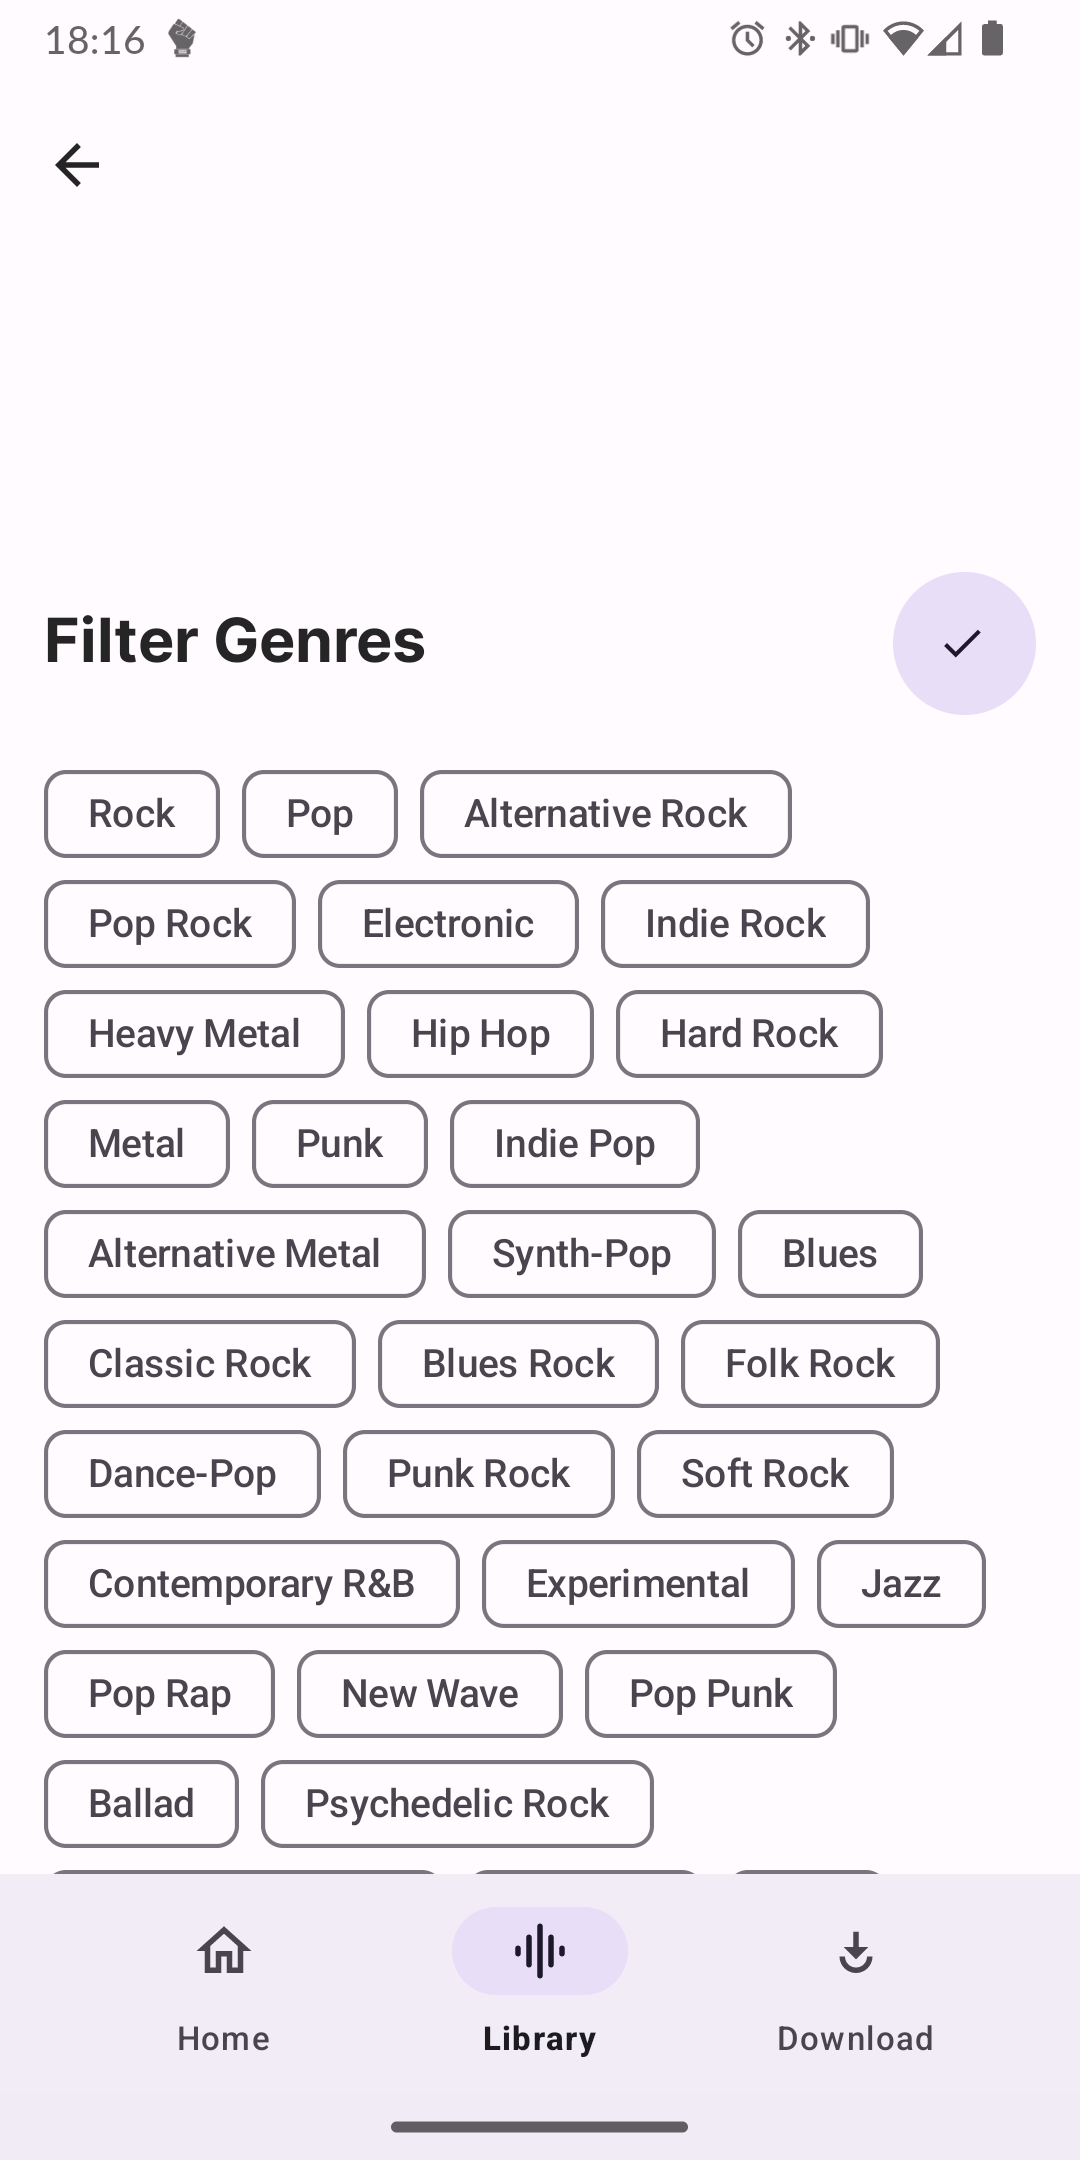 18:16
Filter Genres
Rock Pop Alternative Rock
Pop Rock Electronic Indie Rock
Heavy Metal Hip Hop Hard Rock
Metal Punk Indie Pop
Alternative Metal Synth-Pop Blues
Classic Rock Blues Rock Folk Rock
Dance-Pop Punk Rock Soft Rock
Contemporary R&B Experimental Jazz
Pop Rap New Wave Pop Punk
Ballad Psychedelic Rock
Home Library Download